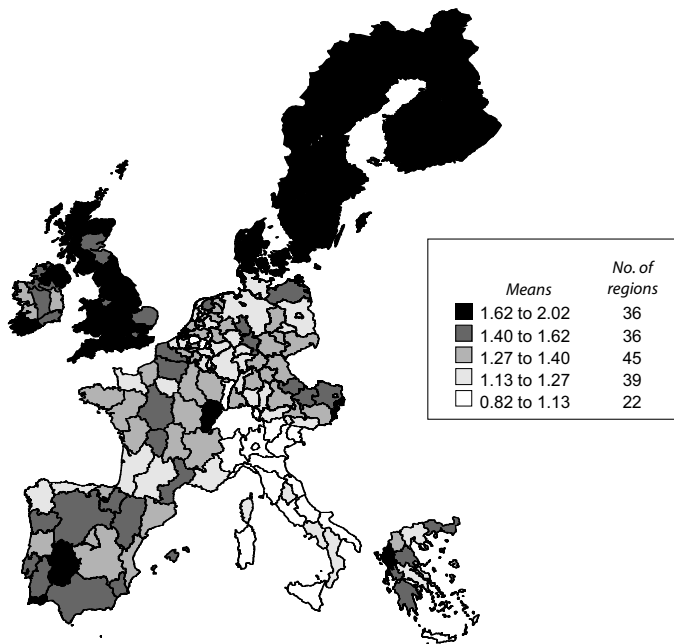 Means No. of regions
1.62 to 2.02 36
1.40 to 1.62 36
1.27 to 1.40 45
1.13 to 1.27 39
0.82 to 1.13 22